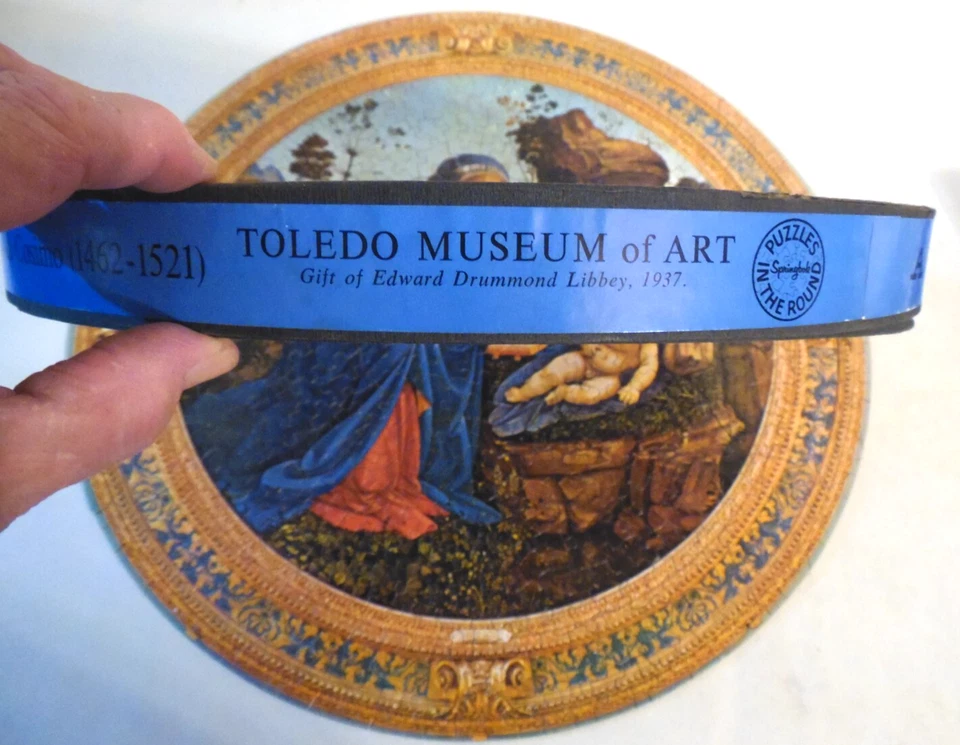 (1462-1521)
TOLEDO MUSEUM of ART
Gift of Edward Drummond Libbey, 1937.
PUZZLES
Springbok
IN THE ROUND
A